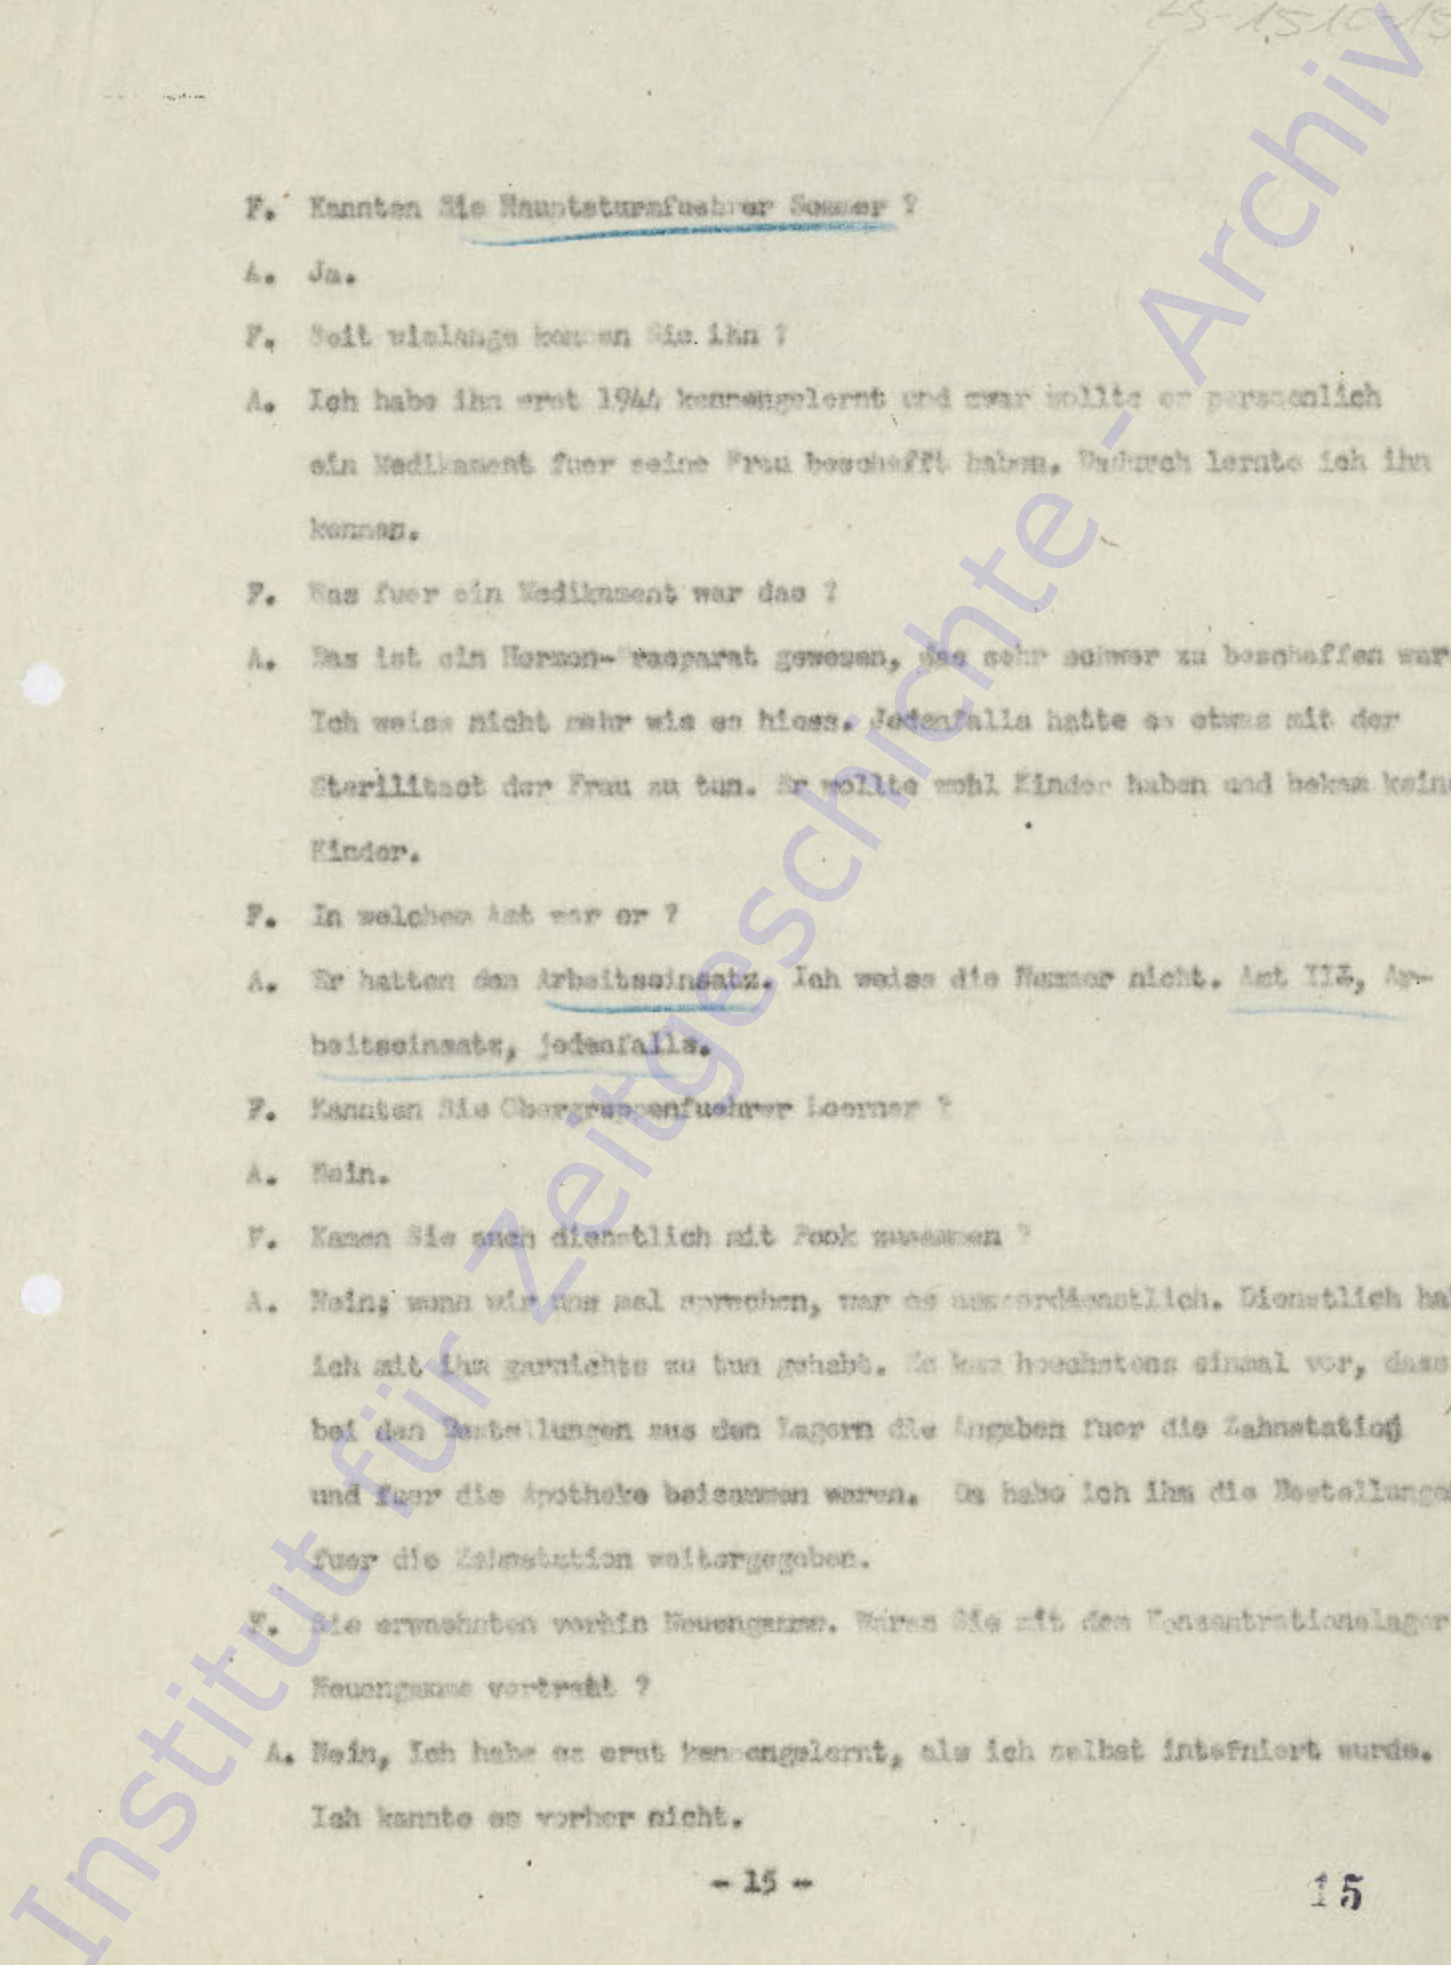 ZS-1510-15
F. Kannten Sie Hauptsturmfuehrer Sommer ?
A. Ja.
F. Seit wielange kennen Sie ihn ?
A. Ich habe ihn erst 1944 kennengelernt und zwar wollte er persoenlich
ein Medikament fuer seine Frau beschafft haben. Dadurch lernte ich ihn
kennen.
F. Was fuer ein Medikament war das ?
A. Das ist ein Hormon-Praeparat gewesen, das sehr schwer zu beschaffen war
Ich weiss nicht mehr wie es hiess. Jedenfalls hatte es etwas mit der
Sterilitaet der Frau zu tun. Er wollte wohl Kinder haben und bekam keine
Kinder.
F. In welchem Amt war er ?
A. Er hatten den Arbeitseinsatz. Ich weiss die Nummer nicht. Amt III, Ar-
beitseinsatz, jedenfalls.
F. Kannten Sie Obergruppenfuehrer Loerner ?
A. Nein.
F. Kamen Sie auch dienstlich mit Pook zusammen ?
A. Nein; wenn wir uns mal sprachen, war es ausserdienstlich. Dienstlich ha
ich mit ihm garnichts zu tun gehabt. Es kam hoechstens einmal vor, dass
bei den Bestellungen aus den Lagern die Angaben fuer die Zahnstation
und fuer die Apotheke beisammen waren. Da habe ich ihm die Bestellungen
fuer die Zahnstation weitergegeben.
F. Sie erwaehnten vorhin Neuengamme. Waren Sie mit dem Konzentrationslager
Neuengamme vertraht ?
A. Nein, Ich habe es erst kennengelernt, als ich selbst interniert wurde.
Ich kannte es vorher nicht.
- 15 -
15
Institut für Zeitgeschichte - Archiv